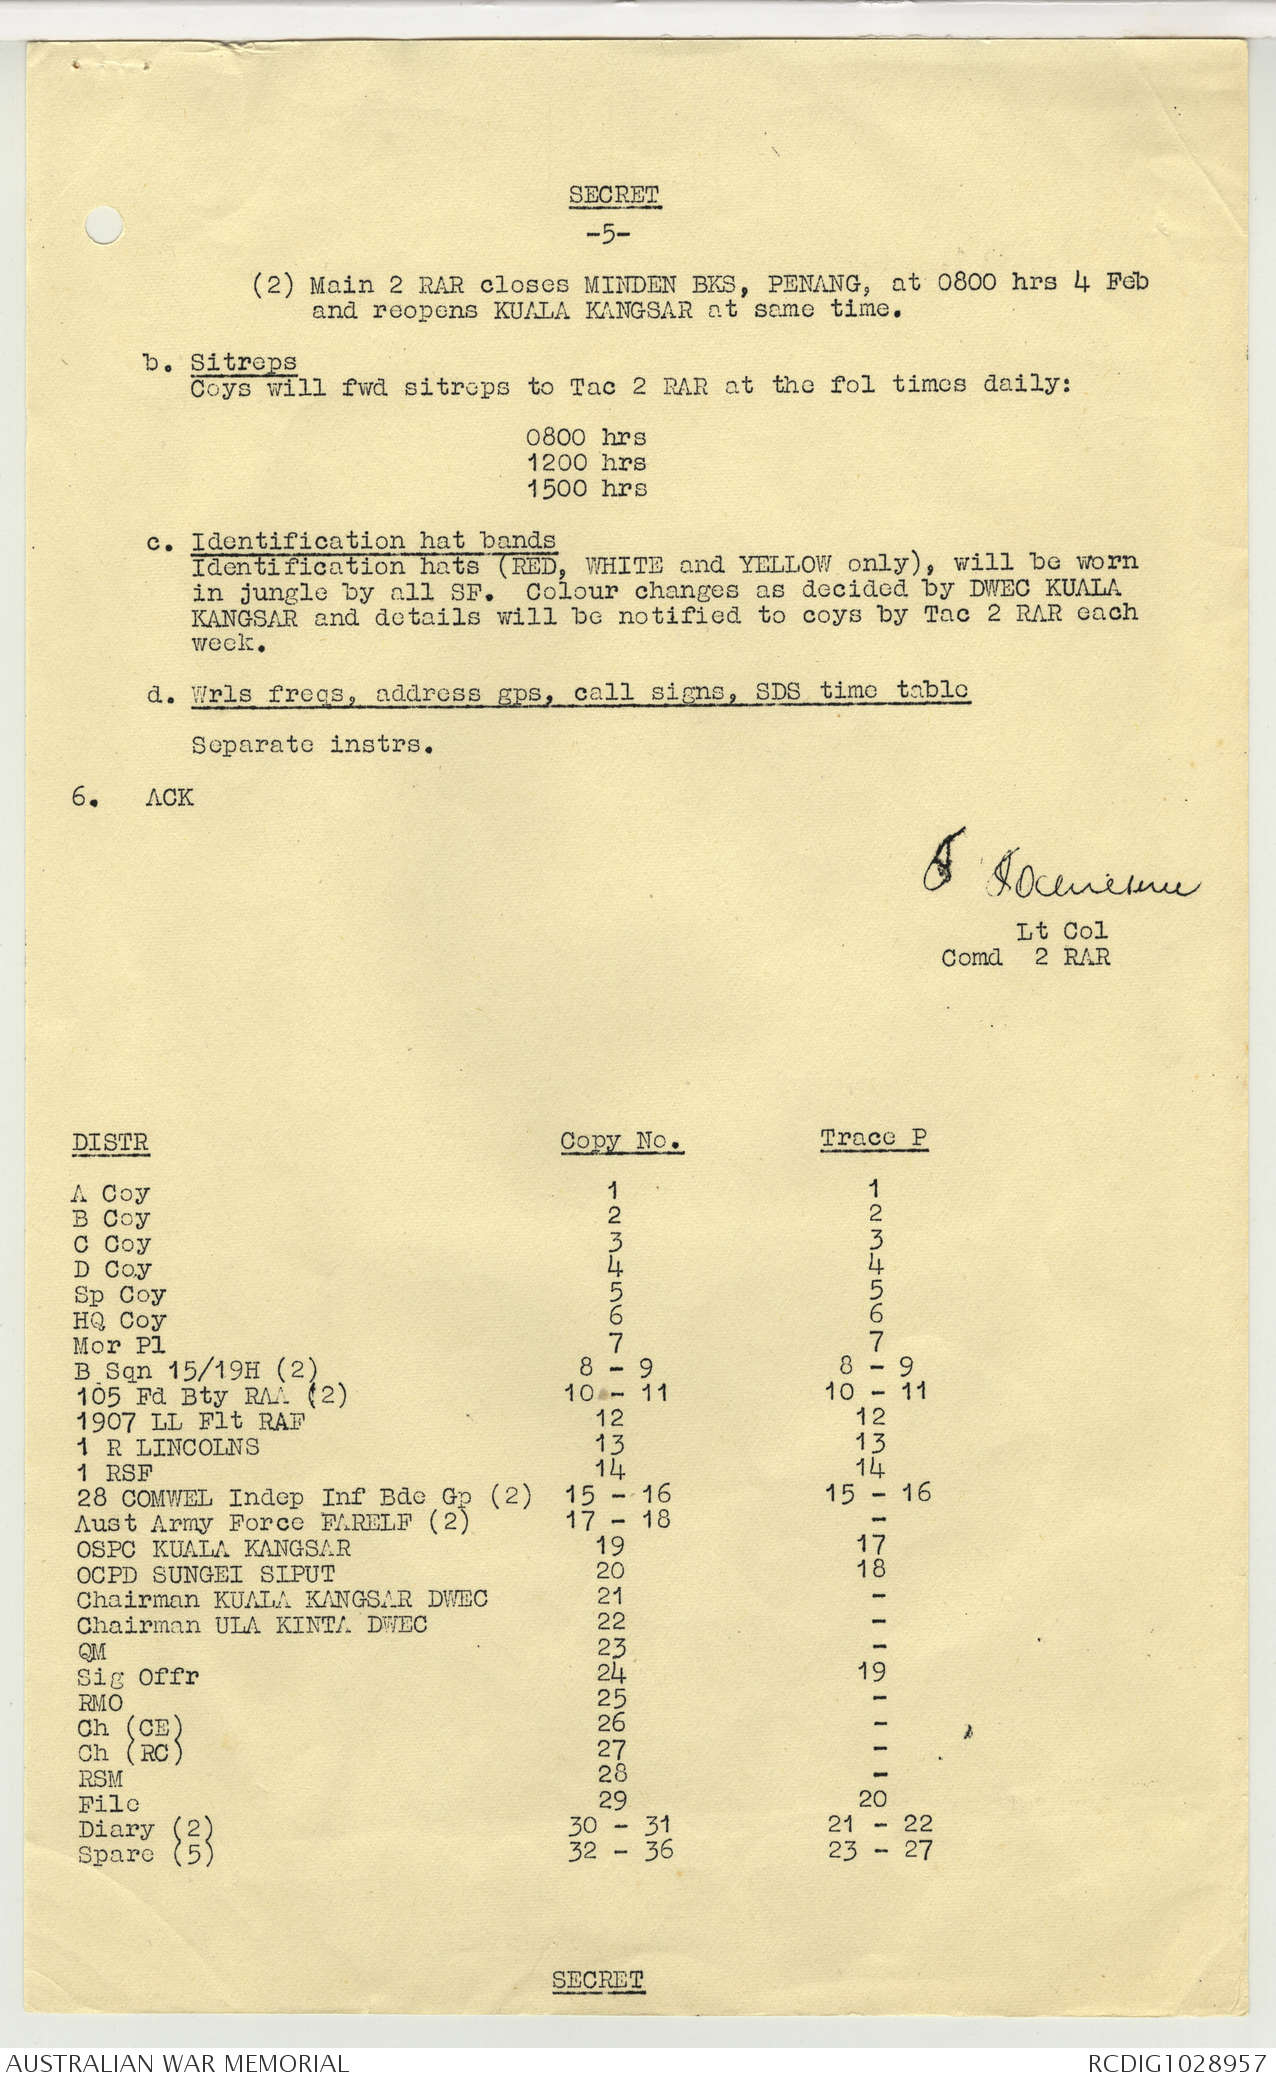 SECRET
-5-
(2) Main 2 RAR closes MINDEN BKS, PENANG, at 0800 hrs 4 Feb
and reopens KUALA KANGSAR at same time.
b. Sitreps
Coys will fwd sitreps to Tac 2 RAR at the fol times daily:
0800 hrs
1200 hrs
1500 hrs
c. Identification hat bands
Identification hats (RED, WHITE and YELLOW only), will be worn
in jungle by all SF. Colour changes as decided by DWEC KUALA
KANGSAR and details will be notified to coys by Tac 2 RAR each
week.
d. Wrls freqs, address gps, call signs, SDS time table
Separate instrs.
6. ACK
Lt Col
Comd 2 RAR
DISTR Copy No. Trace P
A Coy 1 1
B Coy 2 2
C Coy 3 3
D Coy 4 4
Sp Coy 5 5
HQ Coy 6 6
Mor Pl 7 7
B Sqn 15/19H (2) 8 - 9 8 - 9
105 Fd Bty RAA (2) 10 - 11 10 - 11
1907 LL Flt RAF 12 12
1 R LINCOLNS 13 13
1 RSF 14 14
28 COMWEL Indep Inf Bde Gp (2) 15 - 16 15 - 16
Aust Army Force FARELF (2) 17 - 18 -
OSPC KUALA KANGSAR 19 17
OCPD SUNGEI SIPUT 20 18
Chairman KUALA KANGSAR DWEC 21 -
Chairman ULA KINTA DWEC 22 -
QM 23 -
Sig Offr 24 19
RMO 25 -
Ch (CE) 26 -
Ch (RC) 27 -
RSM 28 -
File 29 20
Diary (2) 30 - 31 21 - 22
Spare (5) 32 - 36 23 - 27
SECRET
AUSTRALIAN WAR MEMORIAL RCDIG1028957